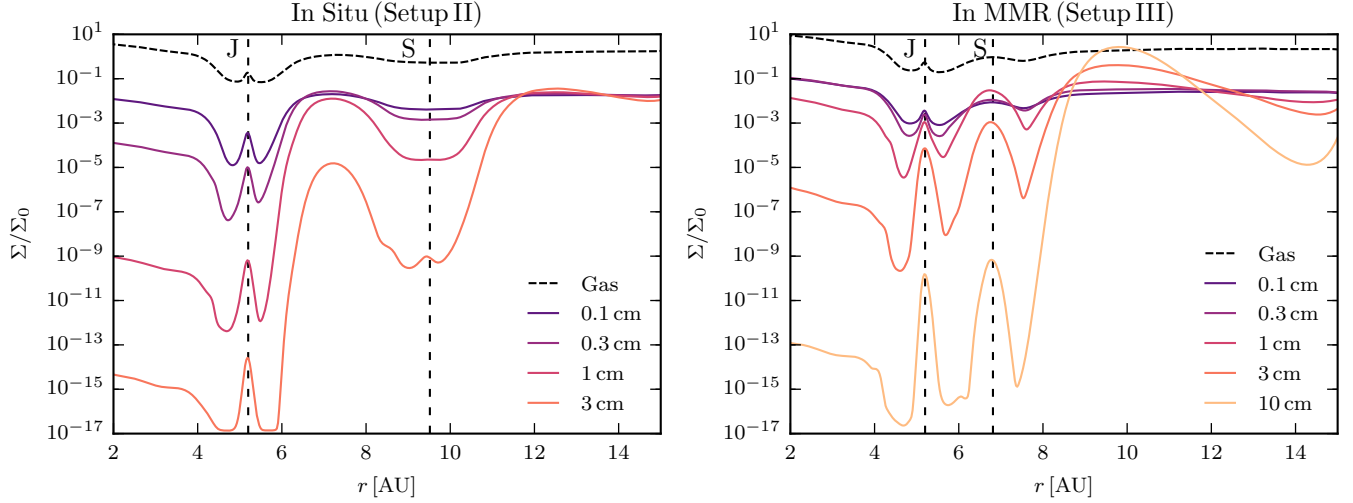 In Situ (Setup II)
J
S
10^1
10^{-1}
10^{-3}
10^{-5}
10^{-7}
10^{-9}
10^{-11}
10^{-13}
10^{-15}
10^{-17}
Σ/Σ_0
Gas
0.1 cm
0.3 cm
1 cm
3 cm
2 4 6 8 10 12 14
r [AU]
In MMR (Setup III)
J
S
10^1
10^{-1}
10^{-3}
10^{-5}
10^{-7}
10^{-9}
10^{-11}
10^{-13}
10^{-15}
10^{-17}
Σ/Σ_0
Gas
0.1 cm
0.3 cm
1 cm
3 cm
10 cm
2 4 6 8 10 12 14
r [AU]